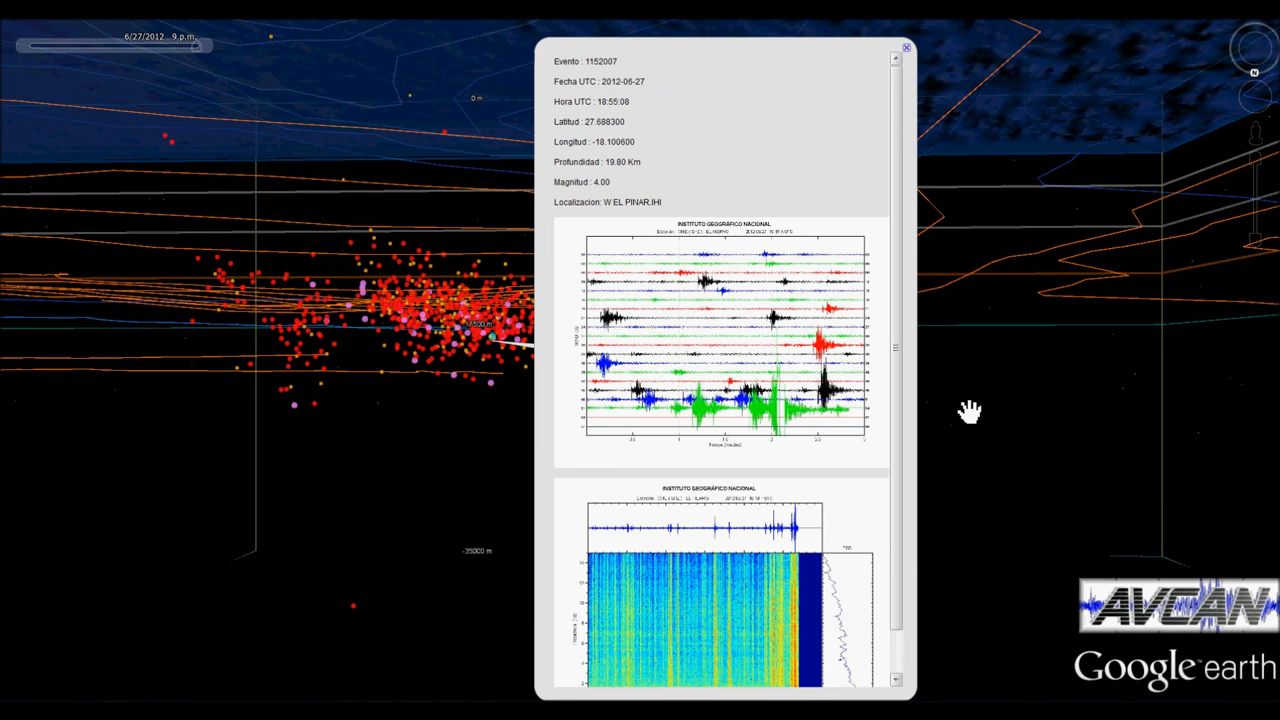 6/27/2012 9 p.m.
0 m
N
Evento : 1152007
Fecha UTC : 2012-06-27
Hora UTC : 18:55:08
Latitud : 27.688300
Longitud : -18.100600
Profundidad : 19.80 Km
Magnitud : 4.00
Localizacion: W EL PINAR.IHI
INSTITUTO GEOGRÁFICO NACIONAL
Tiempo (minutos)
INSTITUTO GEOGRÁFICO NACIONAL
-35000 m
AVCAN
Google earth